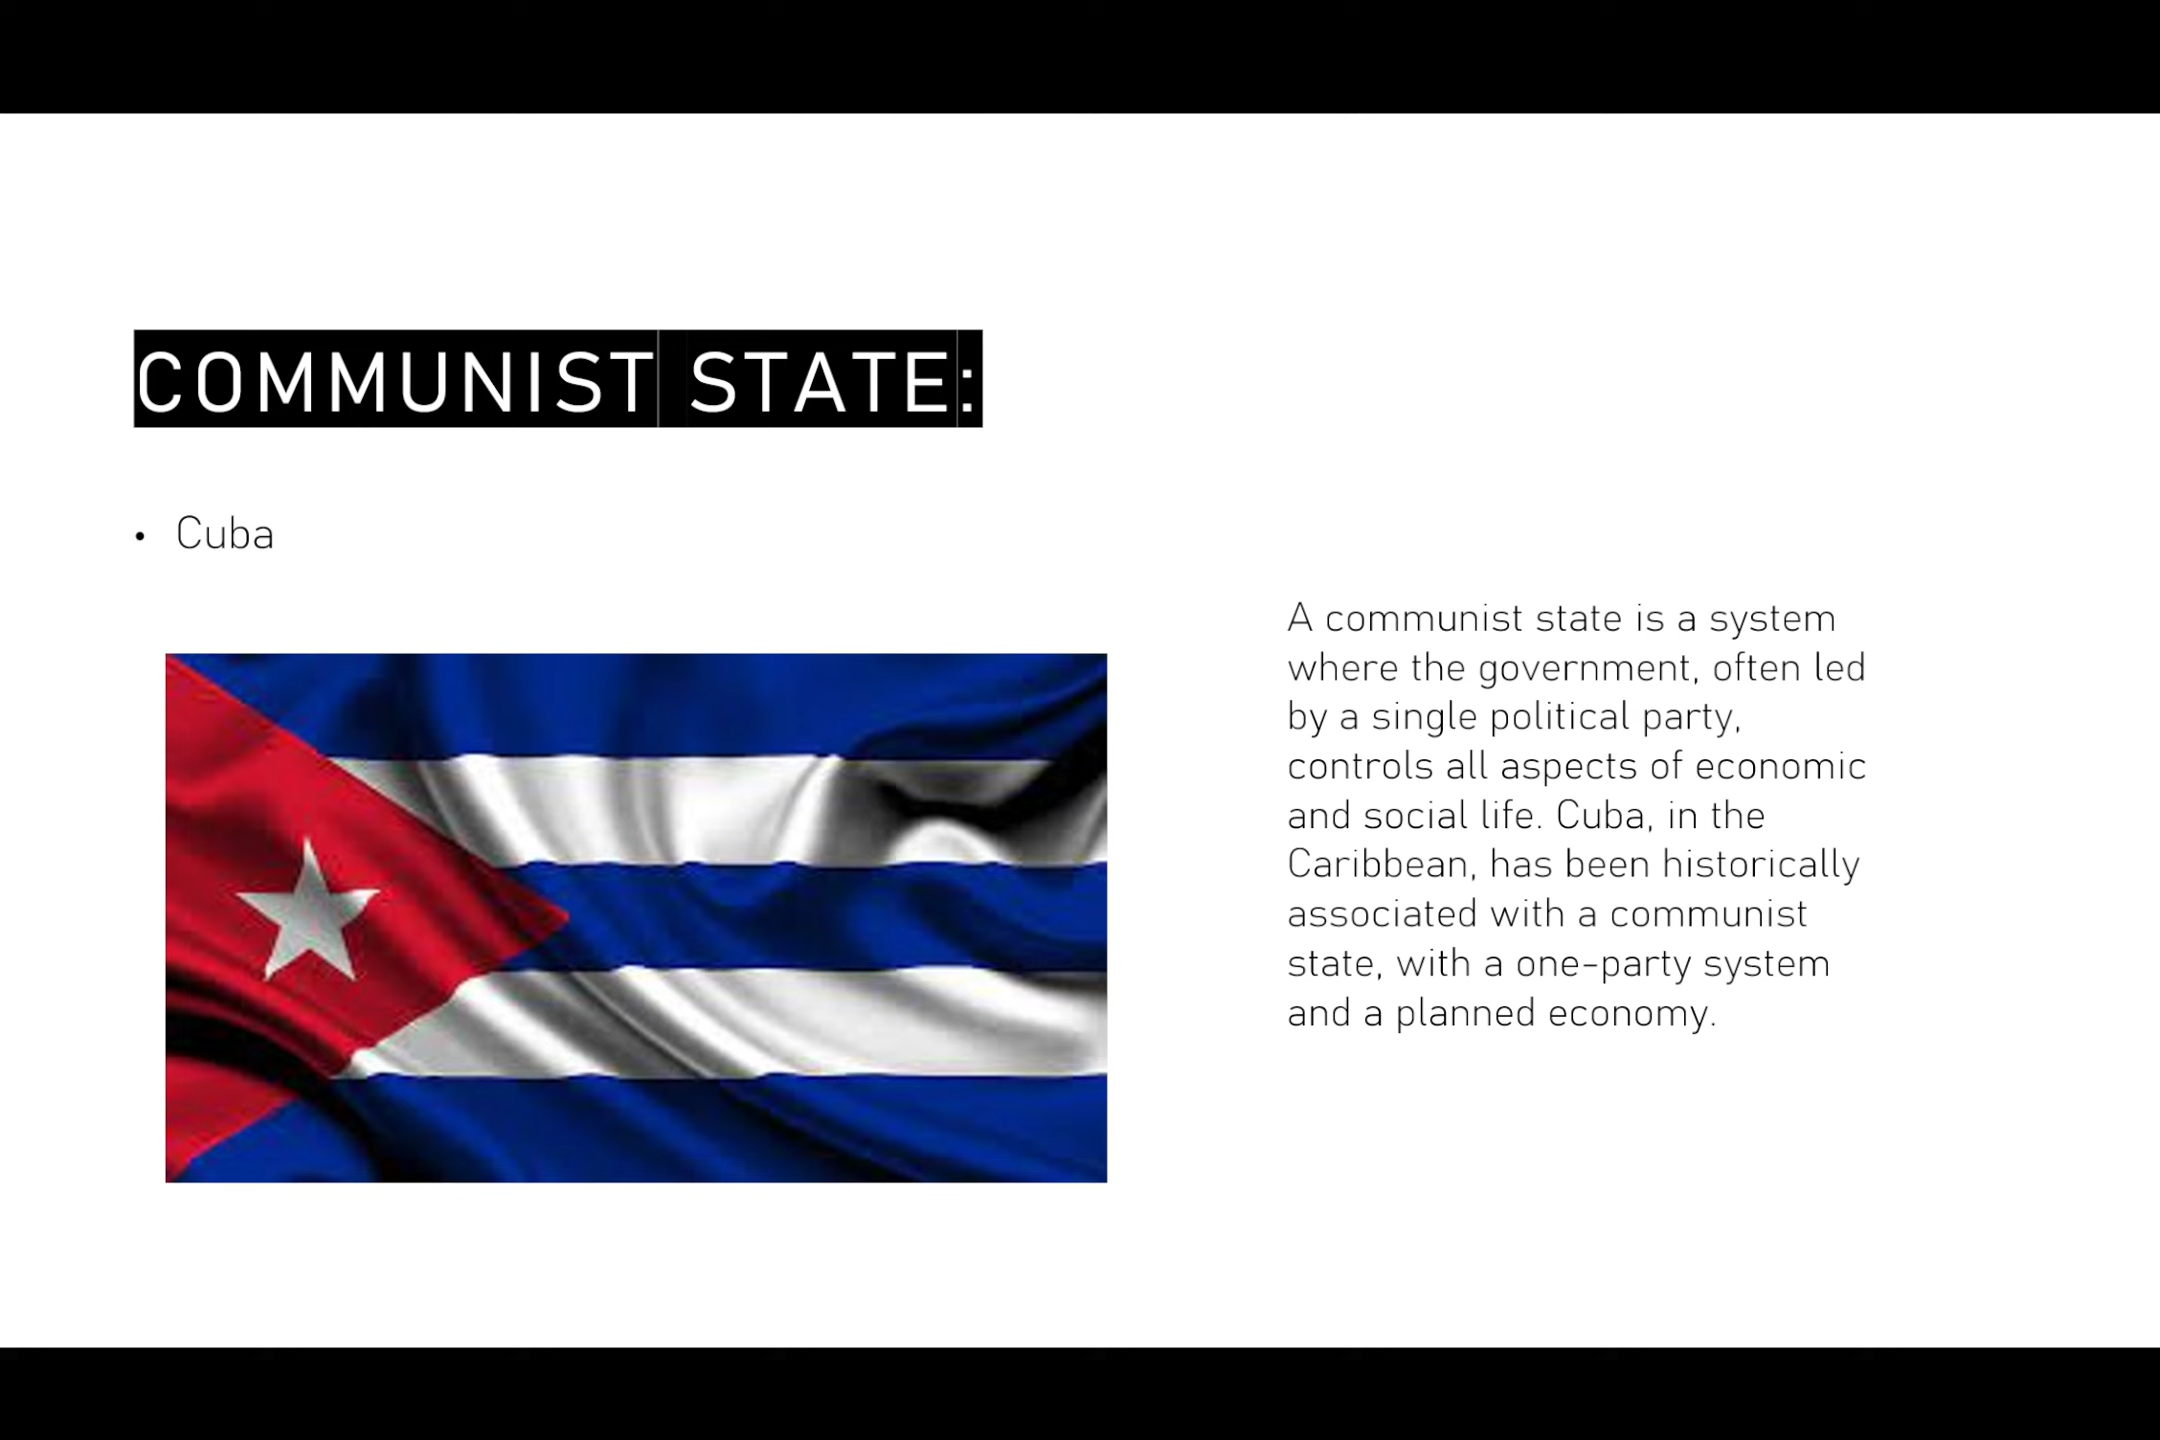 COMMUNIST STATE:
• Cuba
A communist state is a system
where the government, often led
by a single political party,
controls all aspects of economic
and social life. Cuba, in the
Caribbean, has been historically
associated with a communist
state, with a one-party system
and a planned economy.